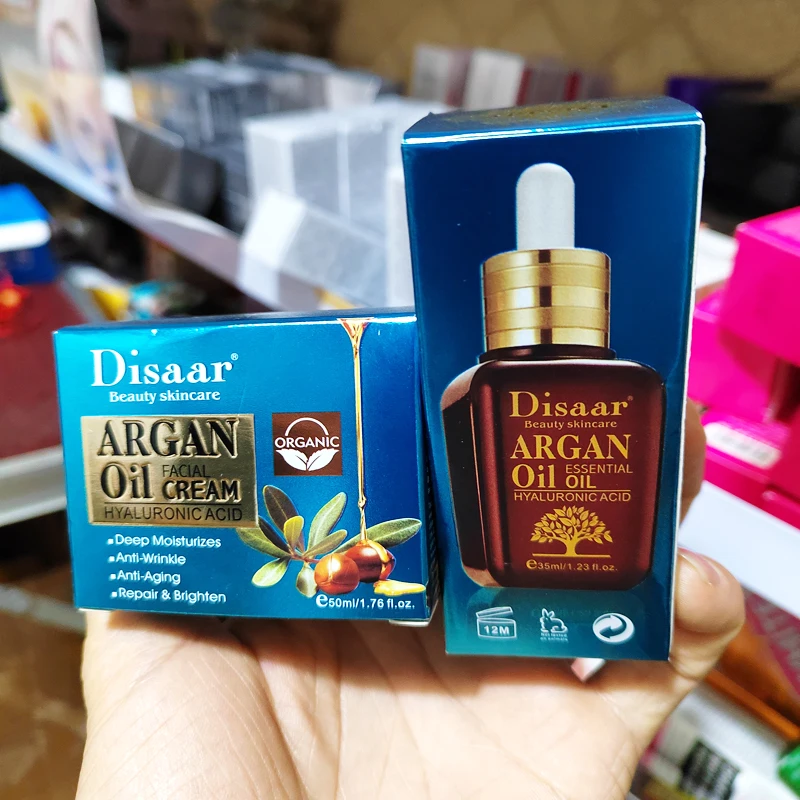 Disaar®
Beauty skincare
ARGAN
Oil FACIAL CREAM
HYALURONIC ACID
ORGANIC
Deep Moisturizes
Anti-Wrinkle
Anti-Aging
Repair & Brighten
℮50ml/1.76 fl.oz.
Disaar®
Beauty skincare
ARGAN
Oil ESSENTIAL OIL
HYALURONIC ACID
℮35ml/1.23 fl.oz.
12M